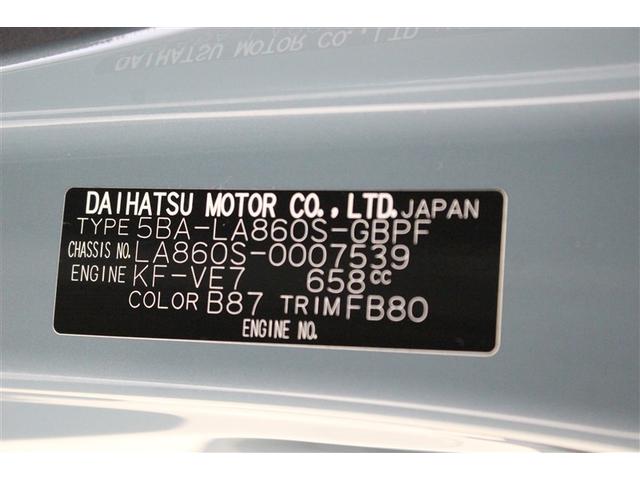 DAIHATSU MOTOR CO., LTD. JAPAN
TYPE 5BA-LA860S-GBPF
CHASSIS NO. LA860S-0007539
ENGINE KF-VE7 658cc
COLOR B87 TRIM FB80
ENGINE NO.